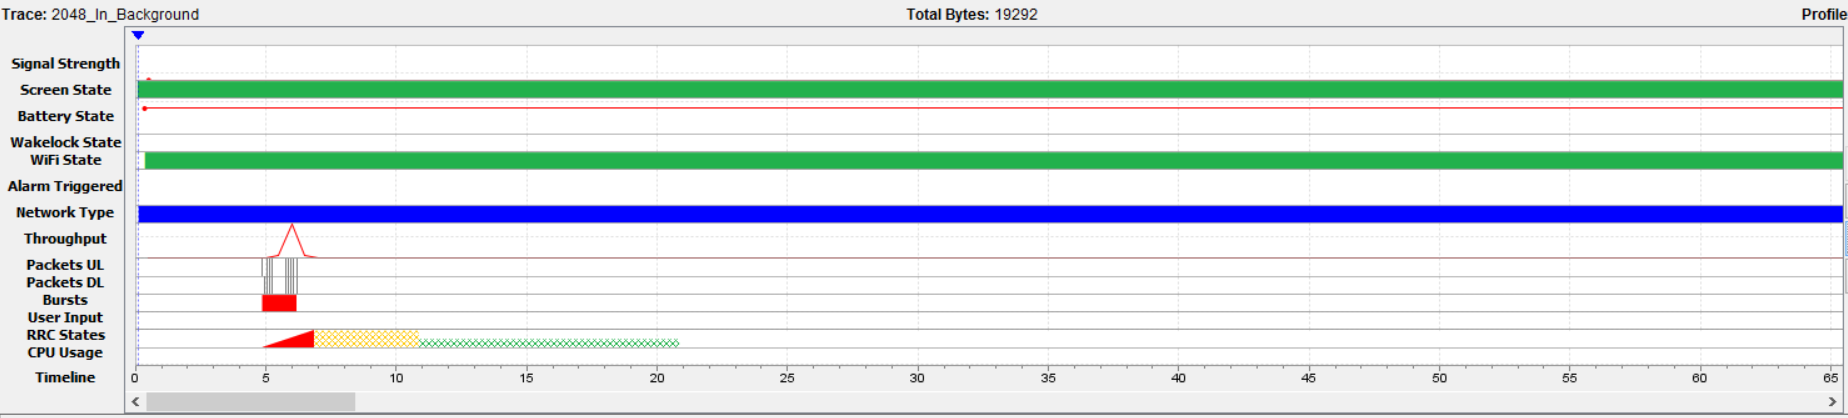 Trace: 2048_In_Background Total Bytes: 19292 Profile
Signal Strength
Screen State
Battery State
Wakelock State
WiFi State
Alarm Triggered
Network Type
Throughput
Packets UL
Packets DL
Bursts
User Input
RRC States
CPU Usage
Timeline 0 5 10 15 20 25 30 35 40 45 50 55 60 65